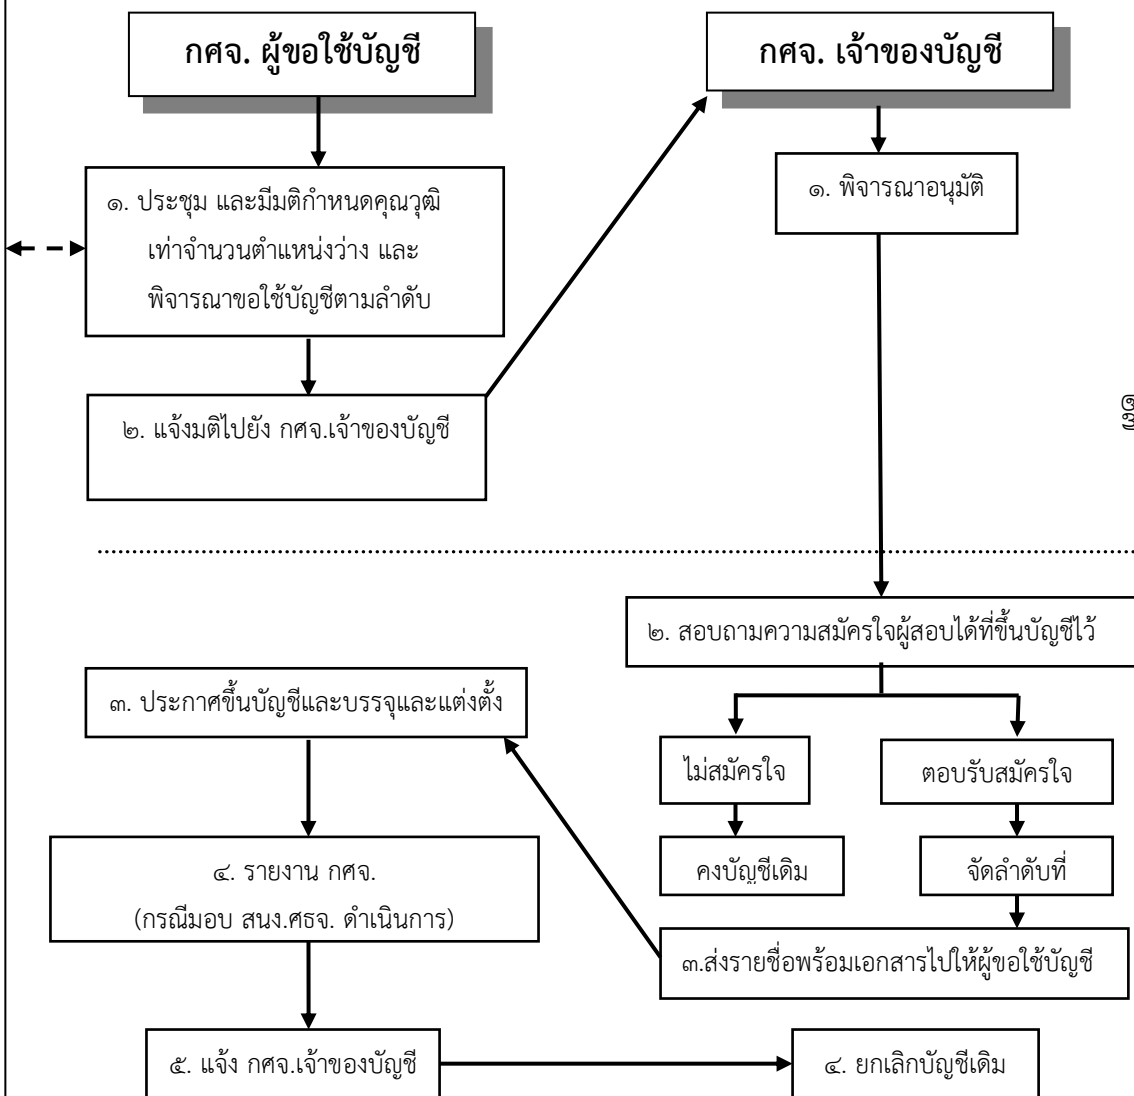 กศจ. ผู้ขอใช้บัญชี
กศจ. เจ้าของบัญชี
๑. ประชุม และมีมติกำหนดคุณวุฒิ
เท่าจำนวนตำแหน่งว่าง และ
พิจารณาขอใช้บัญชีตามลำดับ
๑. พิจารณาอนุมัติ
๒. แจ้งมติไปยัง กศจ.เจ้าของบัญชี
๒. สอบถามความสมัครใจผู้สอบได้ที่ขึ้นบัญชีไว้
๓. ประกาศขึ้นบัญชีและบรรจุและแต่งตั้ง
ไม่สมัครใจ
ตอบรับสมัครใจ
คงบัญชีเดิม
จัดลำดับที่
๔. รายงาน กศจ.
(กรณีมอบ สนง.ศธจ. ดำเนินการ)
๓.ส่งรายชื่อพร้อมเอกสารไปให้ผู้ขอใช้บัญชี
๕. แจ้ง กศจ.เจ้าของบัญชี
๔. ยกเลิกบัญชีเดิม